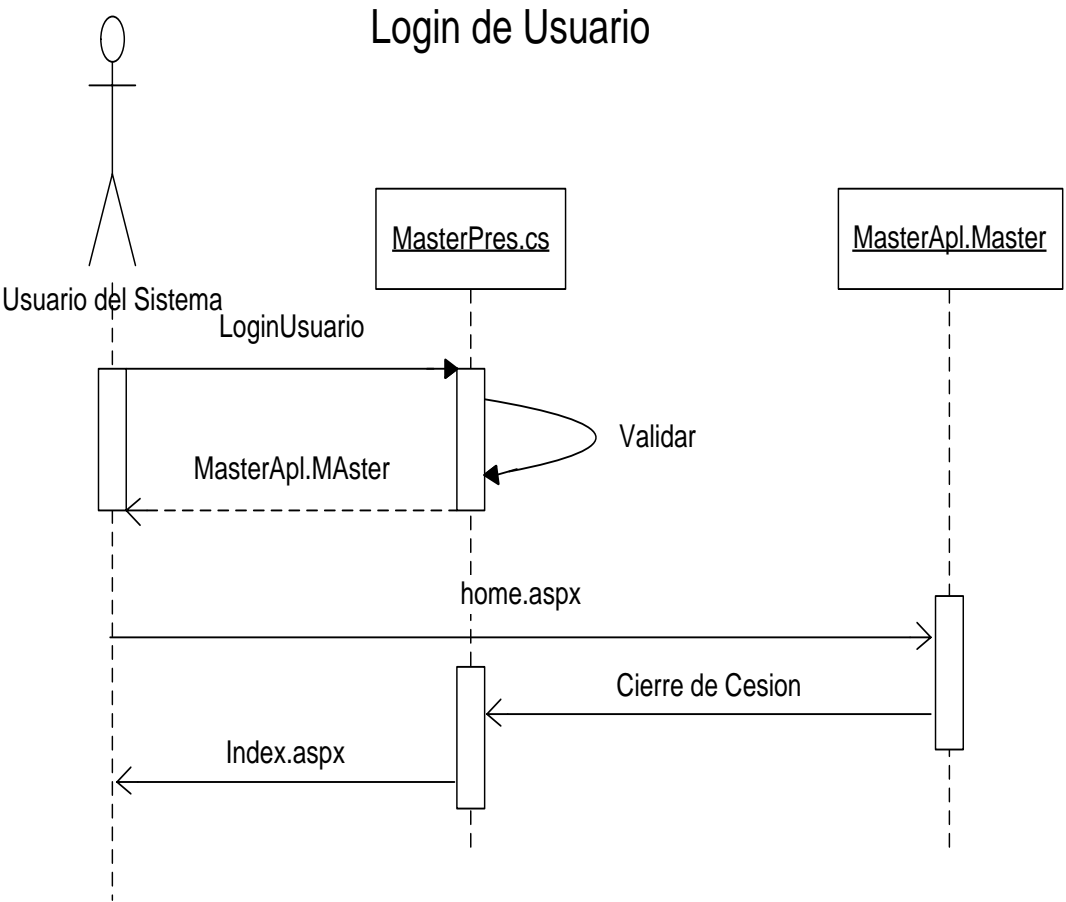 Login de Usuario
MasterPres.cs
MasterApl.Master
Usuario del Sistema
LoginUsuario
Validar
MasterApl.MAster
home.aspx
Cierre de Cesion
Index.aspx